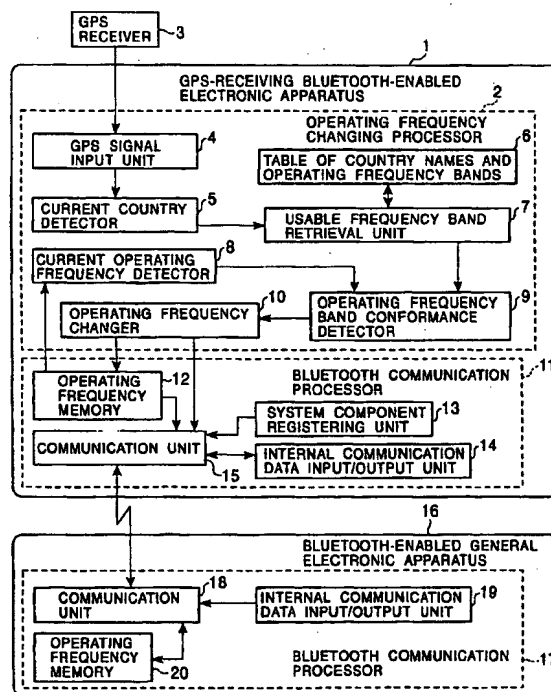 GPS
RECEIVER
3
1
GPS-RECEIVING BLUETOOTH-ENABLED
ELECTRONIC APPARATUS
2
4
OPERATING FREQUENCY
CHANGING PROCESSOR
6
GPS SIGNAL
INPUT UNIT
TABLE OF COUNTRY NAMES AND
OPERATING FREQUENCY BANDS
5
CURRENT COUNTRY
DETECTOR
7
USABLE FREQUENCY BAND
RETRIEVAL UNIT
8
CURRENT OPERATING
FREQUENCY DETECTOR
10
OPERATING FREQUENCY
CHANGER
OPERATING FREQUENCY
BAND CONFORMANCE
DETECTOR
9
11
BLUETOOTH COMMUNICATION
PROCESSOR
OPERATING
FREQUENCY
MEMORY
12
SYSTEM COMPONENT
REGISTERING UNIT
13
COMMUNICATION UNIT
15
INTERNAL COMMUNICATION
DATA INPUT/OUTPUT UNIT
14
16
BLUETOOTH-ENABLED GENERAL
ELECTRONIC APPARATUS
18
COMMUNICATION
UNIT
INTERNAL COMMUNICATION
DATA INPUT/OUTPUT UNIT
19
OPERATING
FREQUENCY
MEMORY
20
BLUETOOTH COMMUNICATION
PROCESSOR